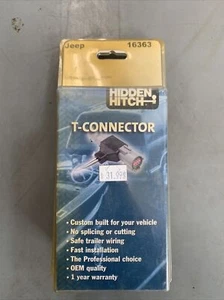 Jeep 16363
HIDDEN
HITCH
T-CONNECTOR
• Custom built for your vehicle
• No splicing or cutting
• Safe trailer wiring
• Fast installation
• The Professional choice
• OEM quality
• 1 year warranty